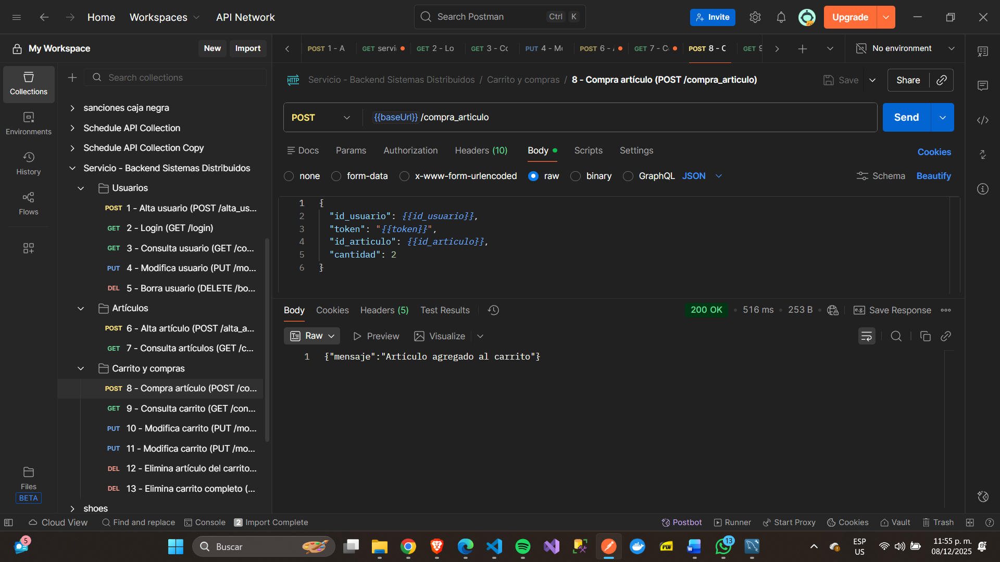 Home
Workspaces
API Network
Search Postman
Ctrl K
Invite
Upgrade
My Workspace
New
Import
POST 1 - A
GET servi
GET 2 - Lo
GET 3 - Co
PUT 4 - Mo
POST 6 -
GET 7 - C
POST 8 - C
GET 9
No environment
Collections
Environments
History
Flows
Files
BETA
Search collections
sanciones caja negra
Schedule API Collection
Schedule API Collection Copy
Servicio - Backend Sistemas Distribuidos
Usuarios
POST 1 - Alta usuario (POST /alta_us...
GET 2 - Login (GET /login)
GET 3 - Consulta usuario (GET /co...
PUT 4 - Modifica usuario (PUT /mo...
DEL 5 - Borra usuario (DELETE /bo...
Artículos
POST 6 - Alta artículo (POST /alta_a...
GET 7 - Consulta artículos (GET /c...
Carrito y compras
POST 8 - Compra artículo (POST /co...
GET 9 - Consulta carrito (GET /con...
PUT 10 - Modifica carrito (PUT /mo...
PUT 11 - Modifica carrito (PUT /mo...
DEL 12 - Elimina artículo del carrito...
DEL 13 - Elimina carrito completo (...
shoes
HTTP Servicio - Backend Sistemas Distribuidos / Carrito y compras / 8 - Compra artículo (POST /compra_articulo)
Save
Share
POST
{{baseUrl}} /compra_articulo
Send
Docs Params Authorization Headers (10) Body Scripts Settings
Cookies
none form-data x-www-form-urlencoded raw binary GraphQL JSON
Schema
Beautify
1 {
2 "id_usuario": {{id_usuario}},
3 "token": "{{token}}",
4 "id_articulo": {{id_articulo}},
5 "cantidad": 2
6 }
Body Cookies Headers (5) Test Results
200 OK 516 ms 253 B
e.g. Save Response
Raw Preview Visualize
1 {"mensaje":"Artículo agregado al carrito"}
Cloud View
Find and replace
Console
2 Import Complete
Postbot
Runner
Start Proxy
Cookies
Vault
Trash
5
Buscar
PDF
W
13
ESP
US
11:55 p. m.
08/12/2025